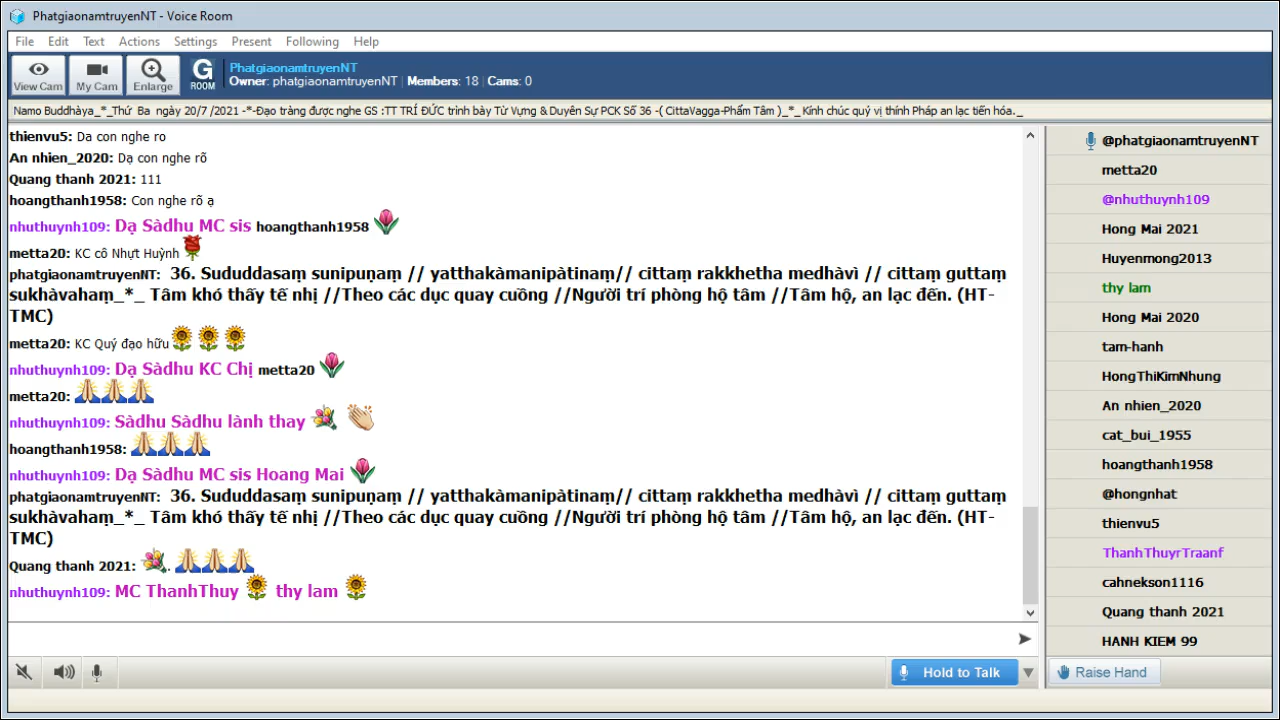 PhatgiaonamtruyenNT - Voice Room
File Edit Text Actions Settings Present Following Help
View Cam
My Cam
Enlarge
G ROOM
PhatgiaonamtruyenNT
Owner: phatgiaonamtruyenNT | Members: 18 | Cams: 0
Namo Buddhàya_*_Thứ Ba ngày 20/7 /2021 -*-Đạo tràng được nghe GS :TT TRÍ ĐỨC trình bày Từ Vựng & Duyên Sự PCK Số 36 -( CittaVagga-Phẩm Tâm )_*_ Kính chúc quý vị thính Pháp an lạc tiến hóa._
thienvu5: Da con nghe ro
An nhien_2020: Dạ con nghe rõ
Quang thanh 2021: 111
hoangthanh1958: Con nghe rõ ạ
nhuthuynh109: Dạ Sàdhu MC sis hoangthanh1958
metta20: KC cô Nhựt Huỳnh
phatgiaonamtruyenNT: 36. Sududdasaṃ sunipuṇaṃ // yatthakàmanipàtinaṃ// cittaṃ rakkhetha medhàvì // cittaṃ guttaṃ
sukhàvahaṃ_*_ Tâm khó thấy tế nhị //Theo các dục quay cuồng //Người trí phòng hộ tâm //Tâm hộ, an lạc đến. (HT-
TMC)
metta20: KC Quý đạo hữu
nhuthuynh109: Dạ Sàdhu KC Chị metta20
metta20:
nhuthuynh109: Sàdhu Sàdhu lành thay
hoangthanh1958:
nhuthuynh109: Dạ Sàdhu MC sis Hoang Mai
phatgiaonamtruyenNT: 36. Sududdasaṃ sunipuṇaṃ // yatthakàmanipàtinaṃ// cittaṃ rakkhetha medhàvì // cittaṃ guttaṃ
sukhàvahaṃ_*_ Tâm khó thấy tế nhị //Theo các dục quay cuồng //Người trí phòng hộ tâm //Tâm hộ, an lạc đến. (HT-
TMC)
Quang thanh 2021: .
nhuthuynh109: MC ThanhThuy thy lam
Hold to Talk
@phatgiaonamtruyenNT
metta20
@nhuthuynh109
Hong Mai 2021
Huyenmong2013
thy lam
Hong Mai 2020
tam-hanh
HongThiKimNhung
An nhien_2020
cat_bui_1955
hoangthanh1958
@hongnhat
thienvu5
ThanhThuyrTraanf
cahnekson1116
Quang thanh 2021
HANH KIEM 99
Raise Hand